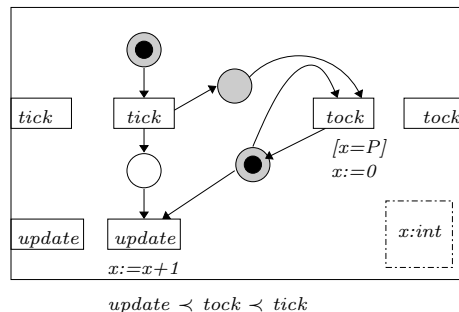 tick
tick
tock
tock
[x=P]
x:=0
update
update
x:int
x:=x+1
update ≺ tock ≺ tick